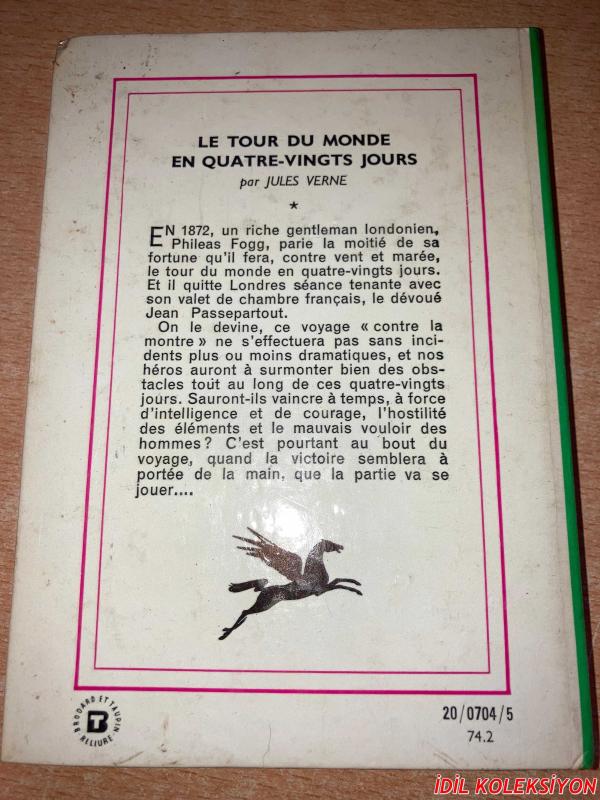 LE TOUR DU MONDE
EN QUATRE-VINGTS JOURS
par JULES VERNE
*
EN 1872, un riche gentleman londonien,
Phileas Fogg, parie la moitié de sa
fortune qu'il fera, contre vent et marée,
le tour du monde en quatre-vingts jours.
Et il quitte Londres séance tenante avec
son valet de chambre français, le dévoué
Jean Passepartout.
On le devine, ce voyage « contre la
montre » ne s'effectuera pas sans inci-
dents plus ou moins dramatiques, et nos
héros auront à surmonter bien des obs-
tacles tout au long de ces quatre-vingts
jours. Sauront-ils vaincre à temps, à force
d'intelligence et de courage, l'hostilité
des éléments et le mauvais vouloir des
hommes ? C'est pourtant au bout du
voyage, quand la victoire semblera à
portée de la main, que la partie va se
jouer....
BRODARD ET TAUPIN
RELIURE
20/0704/5
74.2
İDİL KOLEKSİYON